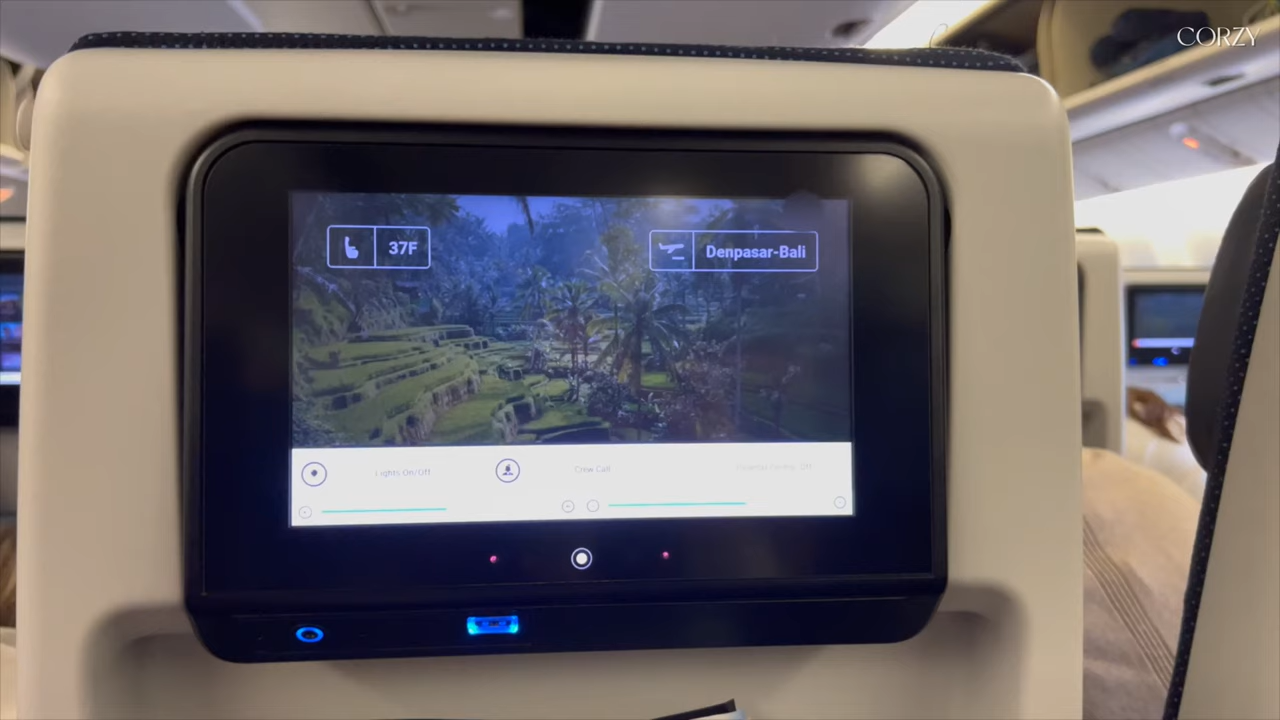 CORZY
37F
Denpasar-Bali
Lights On/Off
Crew Call